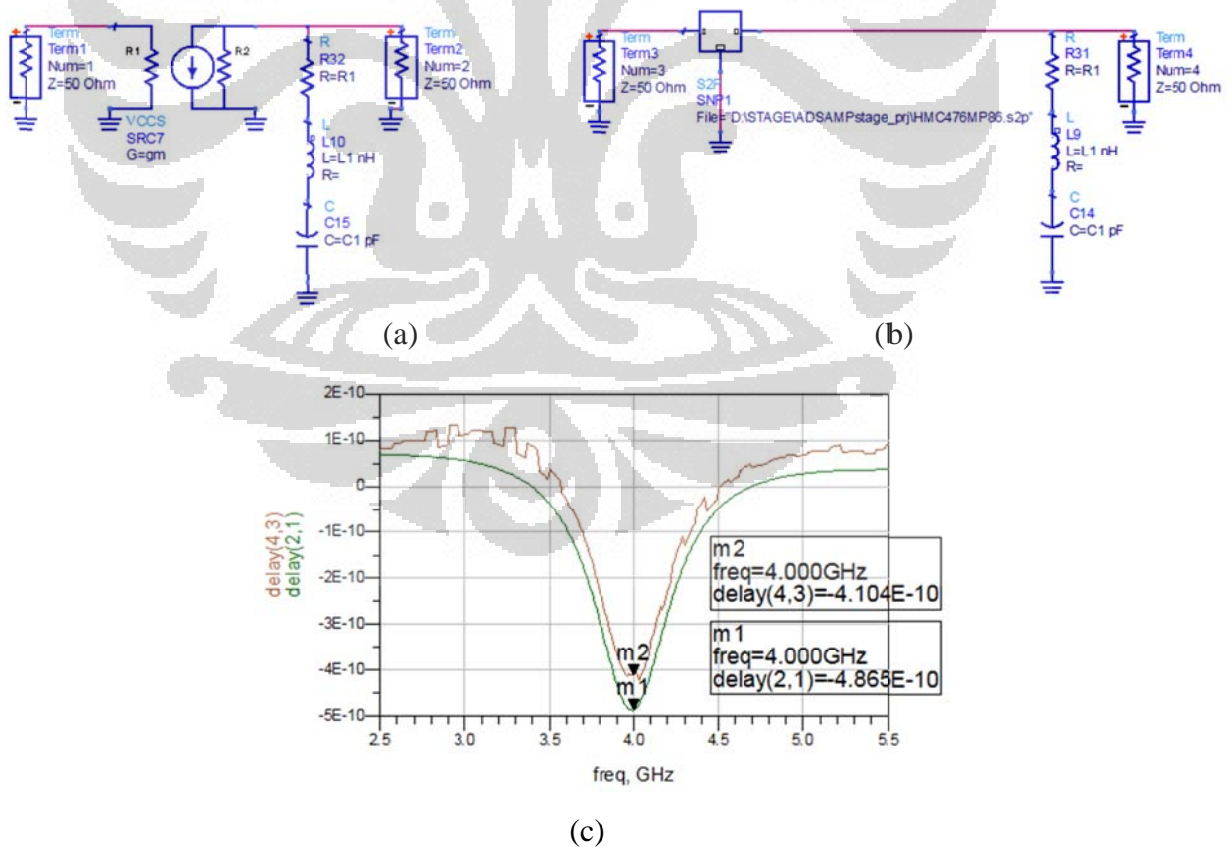 Term
Term1
Num=1
Z=50 Ohm
R1
R2
VCCS
SRC7
G=gm
R
R32
R=R1
L
L10
L=L1 nH
R=
C
C15
C=C1 pF
Term
Term2
Num=2
Z=50 Ohm
(a)
Term
Term3
Num=3
Z=50 Ohm
S2P
SNP1
File="D:\STAGE\ADSAMPstage_prj\HMC476MP86.s2p"
R
R31
R=R1
L
L9
L=L1 nH
R=
C
C14
C=C1 pF
Term
Term4
Num=4
Z=50 Ohm
(b)
delay(4,3)
delay(2,1)
2E-10
1E-10
0
-1E-10
-2E-10
-3E-10
-4E-10
-5E-10
m2
m1
m2
freq=4.000GHz
delay(4,3)=-4.104E-10
m1
freq=4.000GHz
delay(2,1)=-4.865E-10
2.5 3.0 3.5 4.0 4.5 5.0 5.5
freq, GHz
(c)